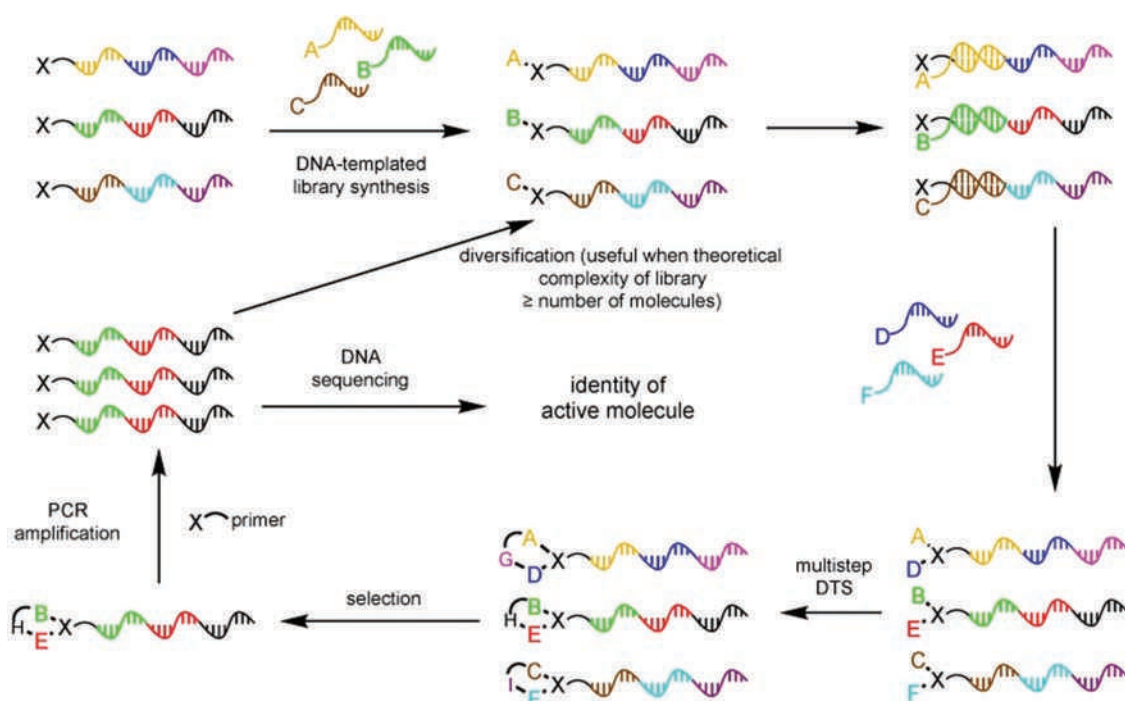 X
A
B
C
A X
X
A
X
B X
X
B
X
DNA-templated
library synthesis
C X
X
C
diversification (useful when theoretical
complexity of library
≥ number of molecules)
X
X
X
DNA
sequencing
identity of
active molecule
D
E
F
PCR
amplification
X primer
A
G D X
multistep
DTS
A
D X
B
H E X
selection
B
H E X
B
E X
C
I F X
C
F X